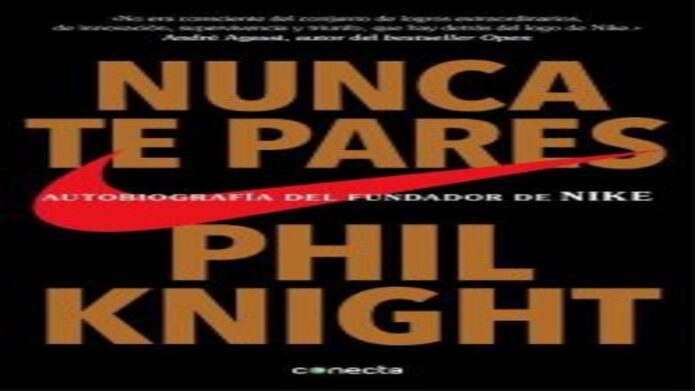 «No era consciente del conjunto de logros extraordinarios,
de innovación, supervivencia y triunfo, que hay detrás del logo de Nike.»
André Agassi, autor del bestseller Open
NUNCA
TE PARES
AUTOBIOGRAFÍA DEL FUNDADOR DE NIKE
PHIL
KNIGHT
conecta